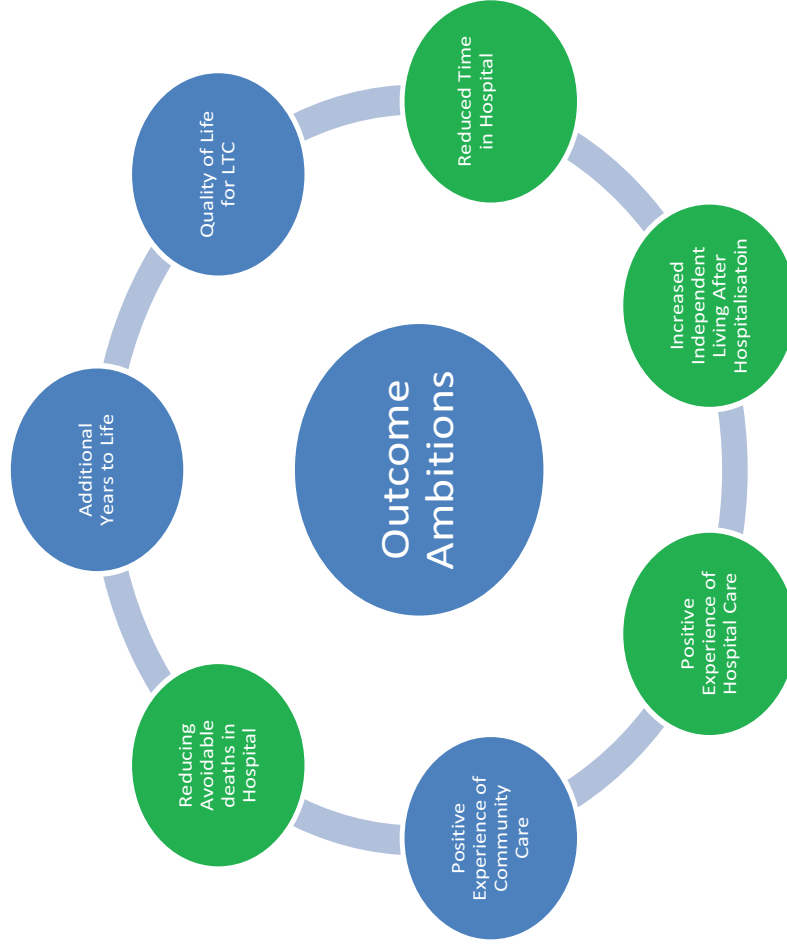 Outcome
Ambitions
Additional
Years to Life
Quality of Life
for LTC
Reduced Time
in Hospital
Increased
Independent
Living After
Hospitalisatoin
Positive
Experience of
Hospital Care
Positive
Experience of
Community
Care
Reducing
Avoidable
deaths in
Hospital